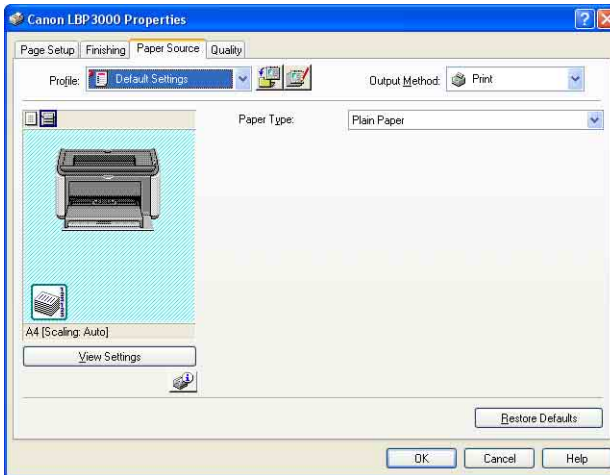 Canon LBP3000 Properties
Page Setup Finishing Paper Source Quality
Profile: Default Settings Output Method: Print
Paper Type: Plain Paper
A4 [Scaling: Auto]
View Settings
Restore Defaults
OK Cancel Help